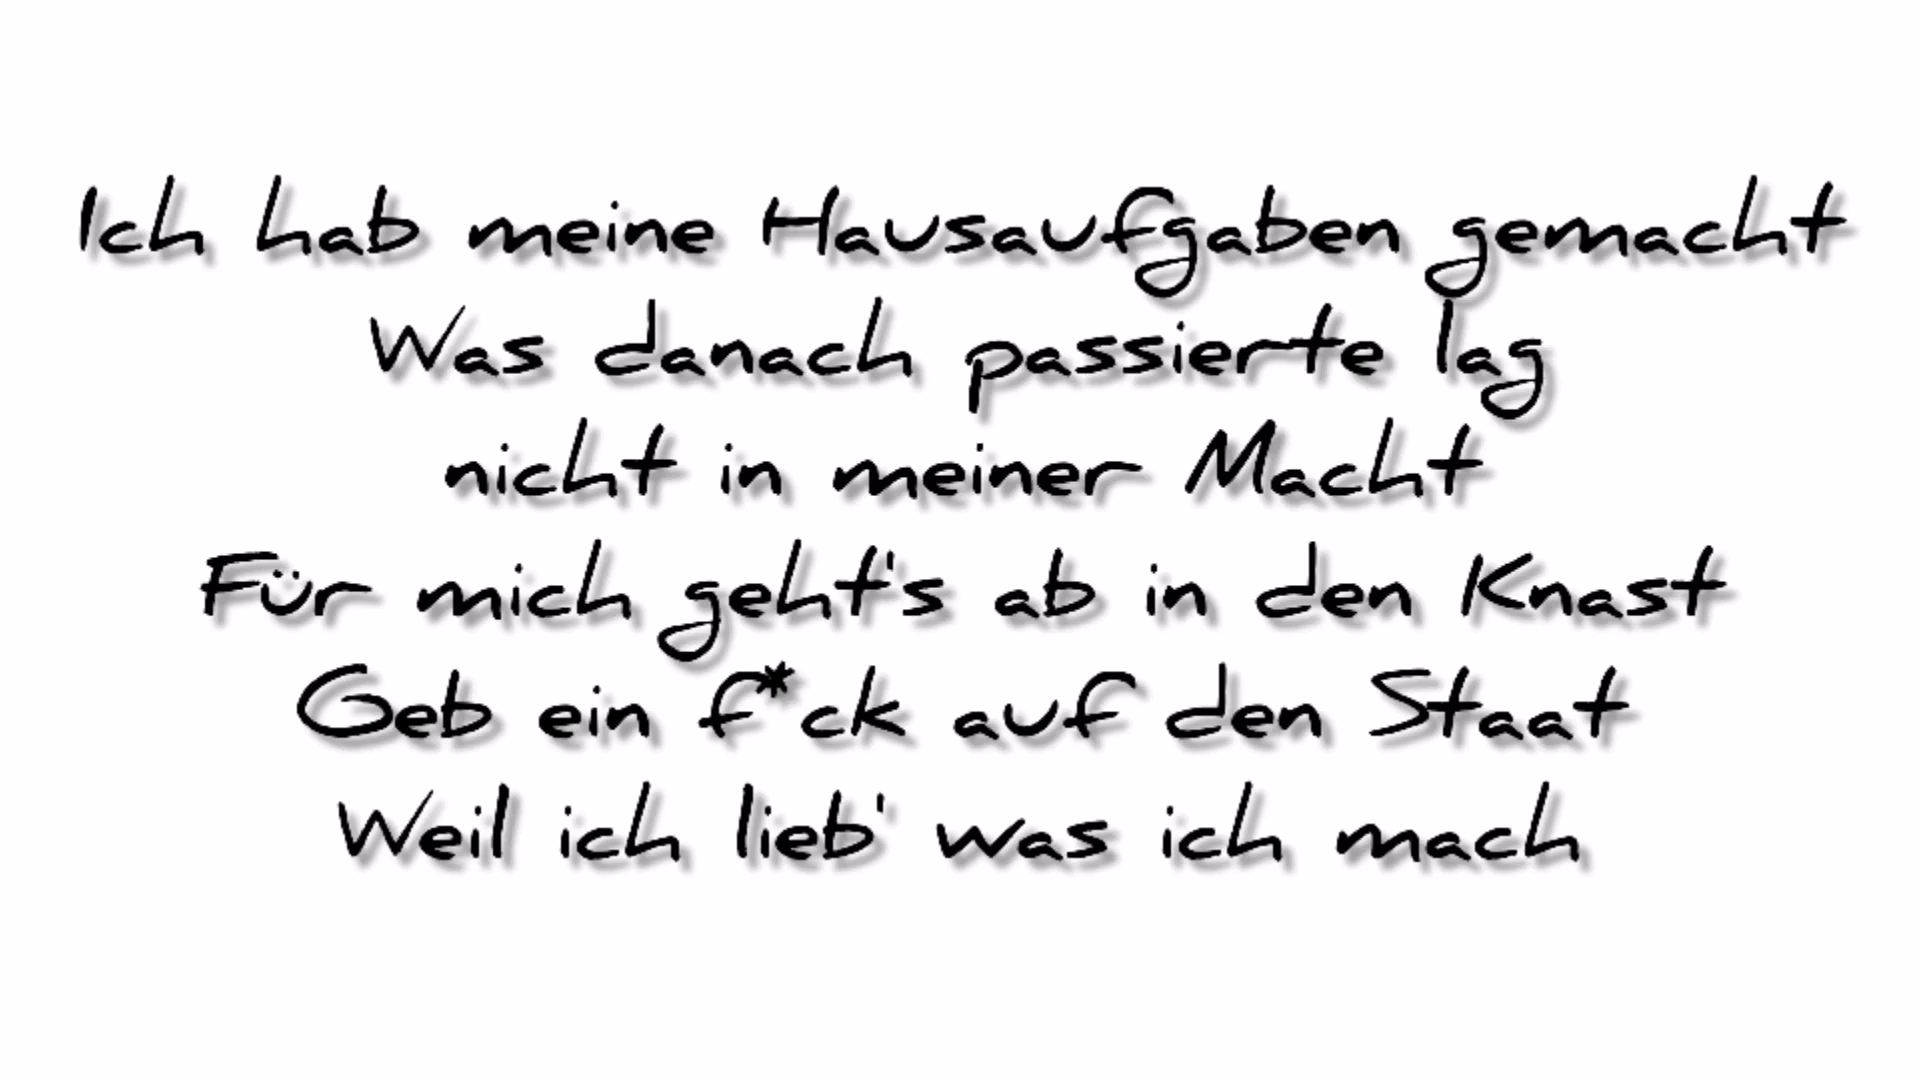 Ich hab meine Hausaufgaben gemacht
Was danach passierte lag
nicht in meiner Macht
Für mich geht's ab in den Knast
Geb ein f*ck auf den Staat
Weil ich lieb' was ich mach